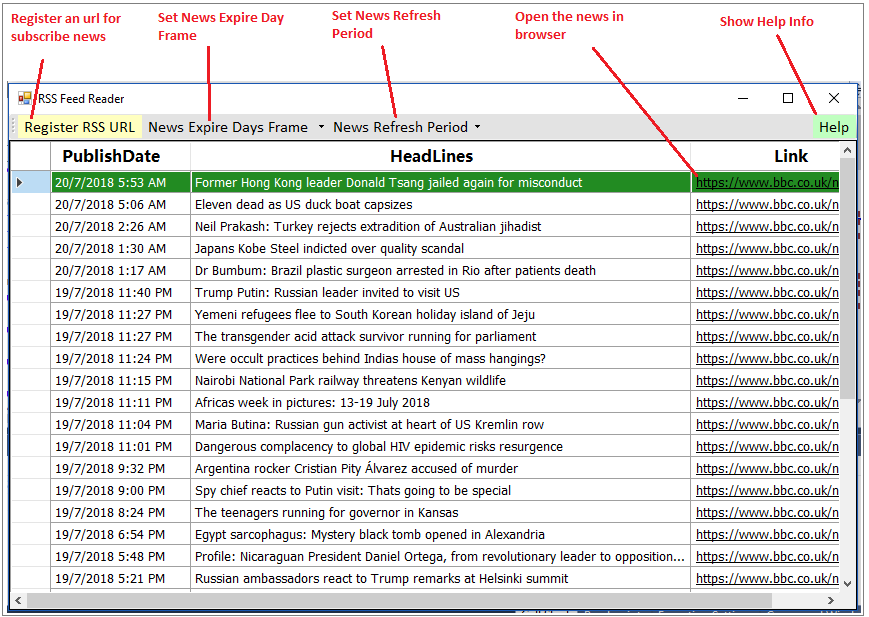 Register an url for
subscribe news
Set News Expire Day
Frame
Set News Refresh
Period
Open the news in
browser
Show Help Info
RSS Feed Reader
Register RSS URL News Expire Days Frame News Refresh Period Help
PublishDate HeadLines Link
20/7/2018 5:53 AM Former Hong Kong leader Donald Tsang jailed again for misconduct https://www.bbc.co.uk/n
20/7/2018 5:06 AM Eleven dead as US duck boat capsizes https://www.bbc.co.uk/n
20/7/2018 2:26 AM Neil Prakash: Turkey rejects extradition of Australian jihadist https://www.bbc.co.uk/n
20/7/2018 1:30 AM Japans Kobe Steel indicted over quality scandal https://www.bbc.co.uk/n
20/7/2018 1:17 AM Dr Bumbum: Brazil plastic surgeon arrested in Rio after patients death https://www.bbc.co.uk/n
19/7/2018 11:40 PM Trump Putin: Russian leader invited to visit US https://www.bbc.co.uk/n
19/7/2018 11:27 PM Yemeni refugees flee to South Korean holiday island of Jeju https://www.bbc.co.uk/n
19/7/2018 11:27 PM The transgender acid attack survivor running for parliament https://www.bbc.co.uk/n
19/7/2018 11:24 PM Were occult practices behind Indias house of mass hangings? https://www.bbc.co.uk/n
19/7/2018 11:15 PM Nairobi National Park railway threatens Kenyan wildlife https://www.bbc.co.uk/n
19/7/2018 11:11 PM Africas week in pictures: 13-19 July 2018 https://www.bbc.co.uk/n
19/7/2018 11:04 PM Maria Butina: Russian gun activist at heart of US Kremlin row https://www.bbc.co.uk/n
19/7/2018 11:01 PM Dangerous complacency to global HIV epidemic risks resurgence https://www.bbc.co.uk/n
19/7/2018 9:32 PM Argentina rocker Cristian Pity Álvarez accused of murder https://www.bbc.co.uk/n
19/7/2018 9:00 PM Spy chief reacts to Putin visit: Thats going to be special https://www.bbc.co.uk/n
19/7/2018 8:24 PM The teenagers running for governor in Kansas https://www.bbc.co.uk/n
19/7/2018 6:54 PM Egypt sarcophagus: Mystery black tomb opened in Alexandria https://www.bbc.co.uk/n
19/7/2018 5:48 PM Profile: Nicaraguan President Daniel Ortega, from revolutionary leader to opposition... https://www.bbc.co.uk/n
19/7/2018 5:21 PM Russian ambassadors react to Trump remarks at Helsinki summit https://www.bbc.co.uk/n